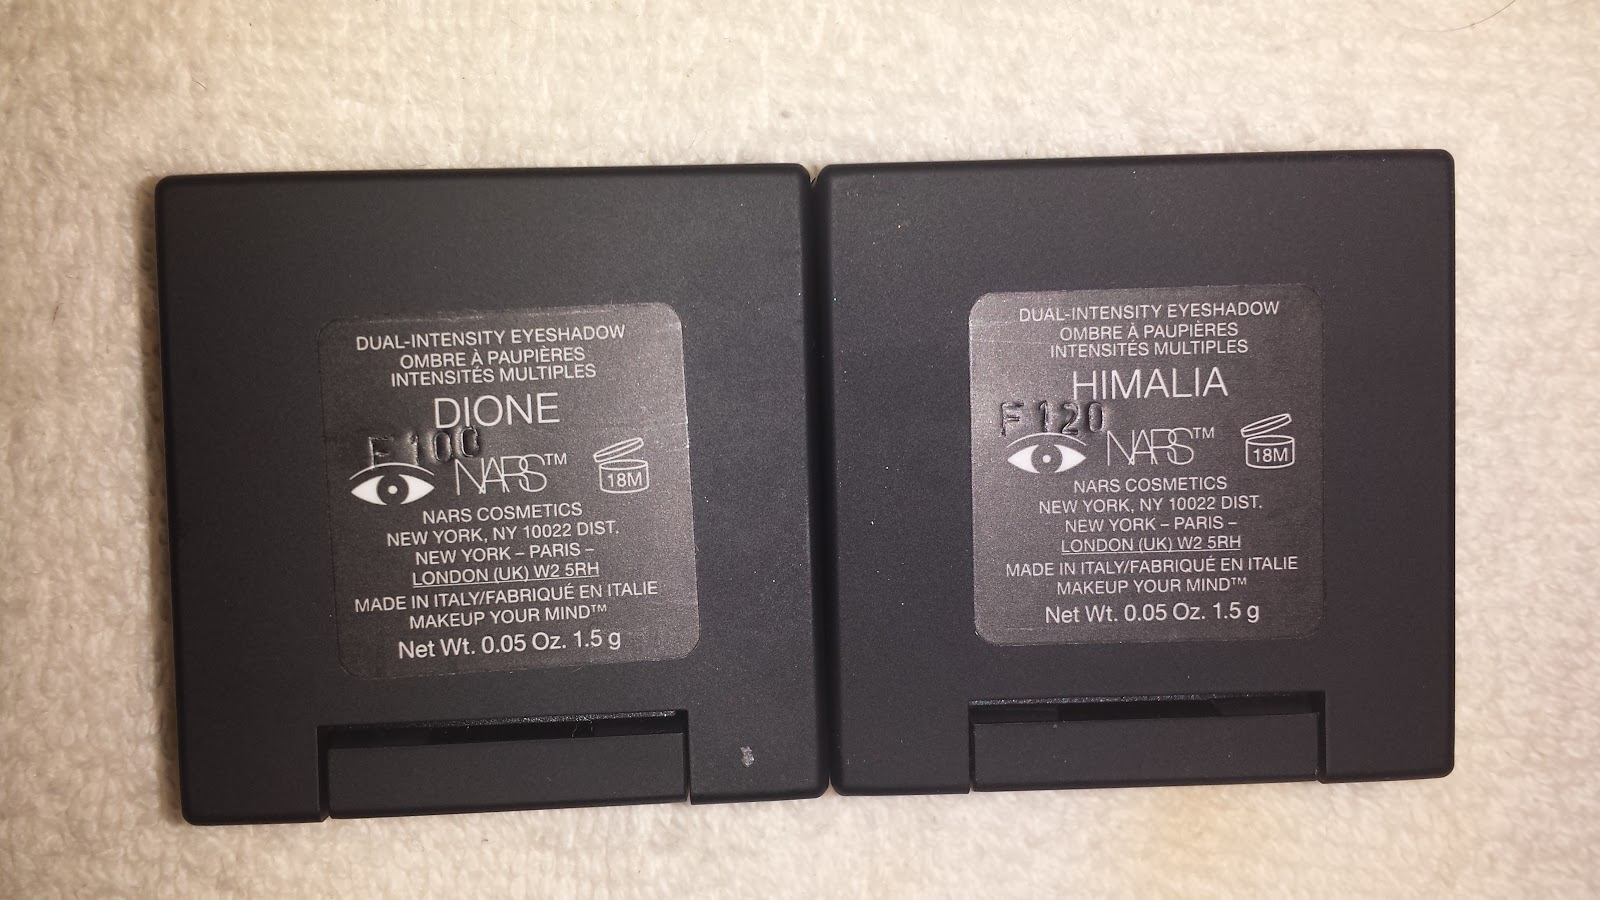 DUAL-INTENSITY EYESHADOW
OMBRE À PAUPIÈRES
INTENSITÉS MULTIPLES
DIONE
F 100
NARS™
18M
NARS COSMETICS
NEW YORK, NY 10022 DIST.
NEW YORK – PARIS –
LONDON (UK) W2 5RH
MADE IN ITALY/FABRIQUÉ EN ITALIE
MAKEUP YOUR MIND™
Net Wt. 0.05 Oz. 1.5 g
DUAL-INTENSITY EYESHADOW
OMBRE À PAUPIÈRES
INTENSITÉS MULTIPLES
HIMALIA
F 120
NARS™
18M
NARS COSMETICS
NEW YORK, NY 10022 DIST.
NEW YORK – PARIS –
LONDON (UK) W2 5RH
MADE IN ITALY/FABRIQUÉ EN ITALIE
MAKEUP YOUR MIND™
Net Wt. 0.05 Oz. 1.5 g